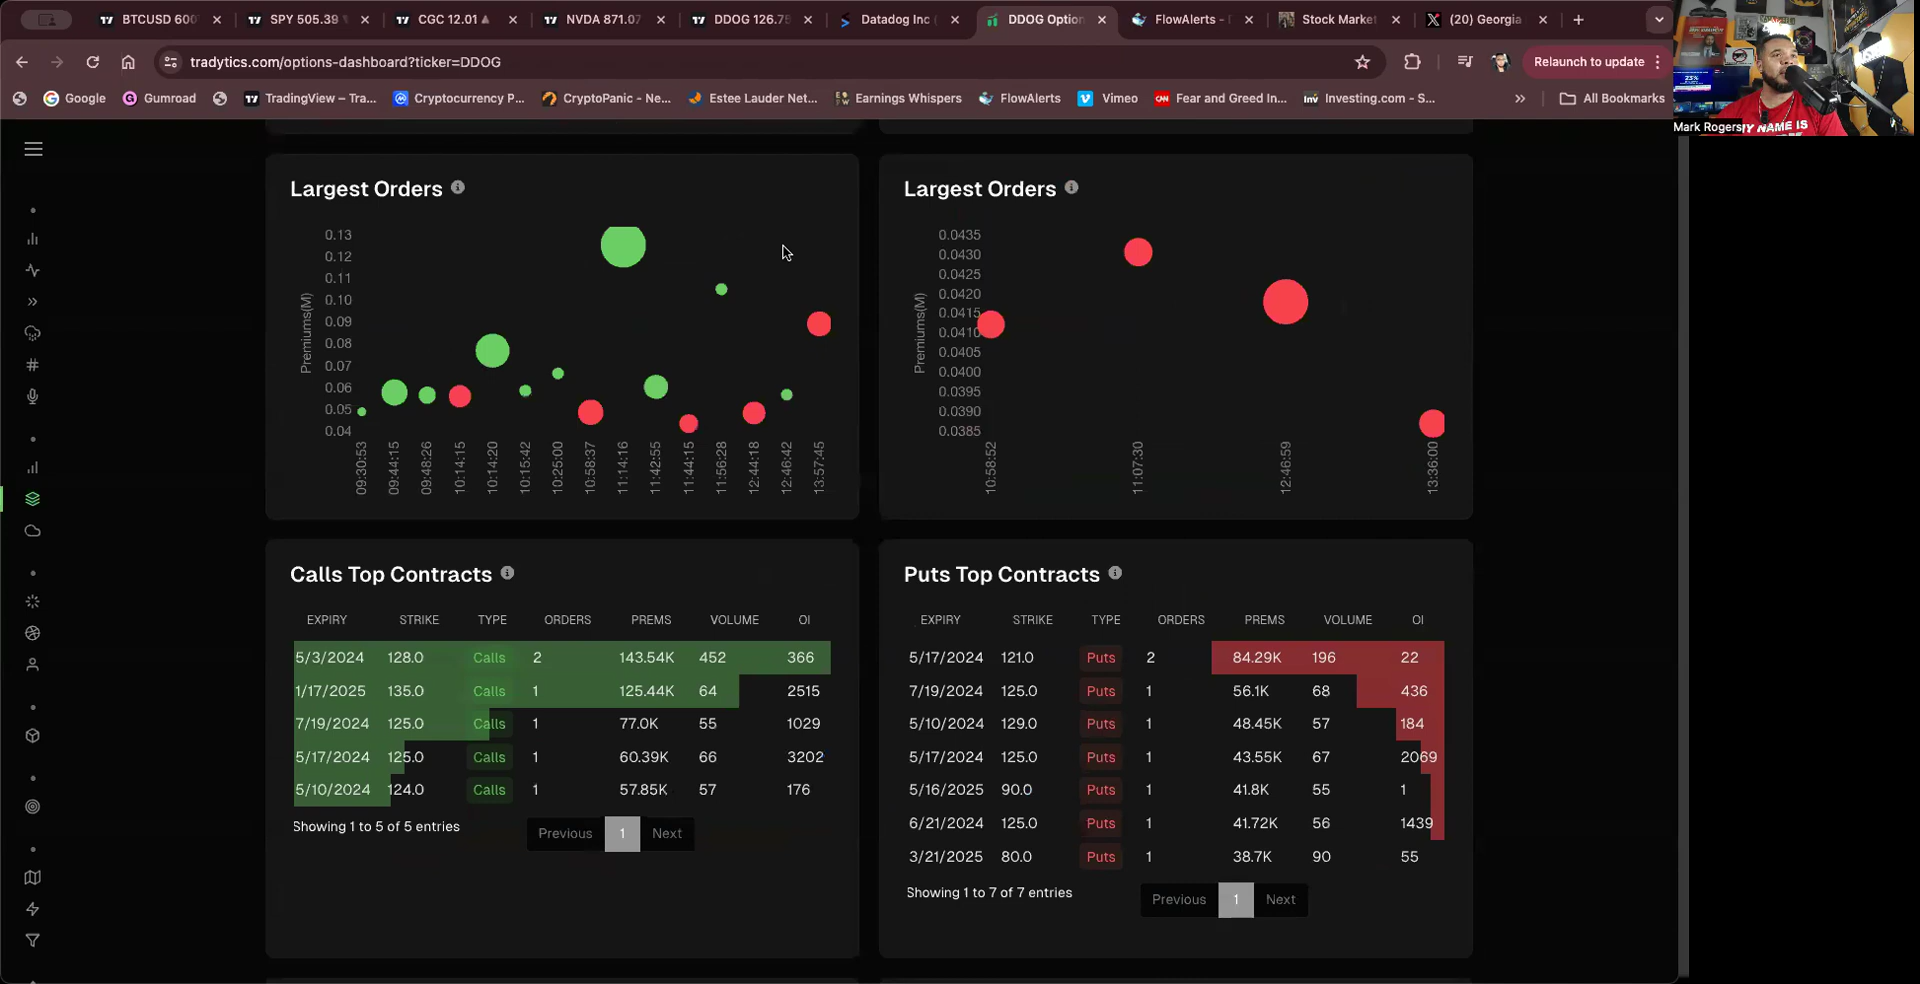 BTCUSD 600
SPY 505.39
CGC 12.01
NVDA 871.07
DDOG 126.75
Datadog Inc
DDOG Option
FlowAlerts -
Stock Market
(20) Georgia
tradytics.com/options-dashboard?ticker=DDOG
Relaunch to update
Google
Gumroad
TradingView – Tra...
Cryptocurrency P...
CryptoPanic - Ne...
Estee Lauder Net...
Earnings Whispers
FlowAlerts
Vimeo
Fear and Greed In...
Investing.com - S...
All Bookmarks
23%
Mark Rogers
MY NAME IS
Largest Orders
Premiums(M)
0.13
0.12
0.11
0.10
0.09
0.08
0.07
0.06
0.05
0.04
09:30:53
09:44:15
09:48:26
10:14:15
10:14:20
10:15:42
10:25:00
10:58:37
11:14:16
11:42:55
11:44:15
11:56:28
12:44:18
12:46:42
13:57:45
Largest Orders
Premiums(M)
0.0435
0.0430
0.0425
0.0420
0.0415
0.0410
0.0405
0.0400
0.0395
0.0390
0.0385
10:58:52
11:07:30
12:46:59
13:36:00
Calls Top Contracts
EXPIRY STRIKE TYPE ORDERS PREMS VOLUME OI
5/3/2024 128.0 Calls 2 143.54K 452 366
1/17/2025 135.0 Calls 1 125.44K 64 2515
7/19/2024 125.0 Calls 1 77.0K 55 1029
5/17/2024 125.0 Calls 1 60.39K 66 3202
5/10/2024 124.0 Calls 1 57.85K 57 176
Showing 1 to 5 of 5 entries
Previous 1 Next
Puts Top Contracts
EXPIRY STRIKE TYPE ORDERS PREMS VOLUME OI
5/17/2024 121.0 Puts 2 84.29K 196 22
7/19/2024 125.0 Puts 1 56.1K 68 436
5/10/2024 129.0 Puts 1 48.45K 57 184
5/17/2024 125.0 Puts 1 43.55K 67 2069
5/16/2025 90.0 Puts 1 41.8K 55 1
6/21/2024 125.0 Puts 1 41.72K 56 1439
3/21/2025 80.0 Puts 1 38.7K 90 55
Showing 1 to 7 of 7 entries
Previous 1 Next